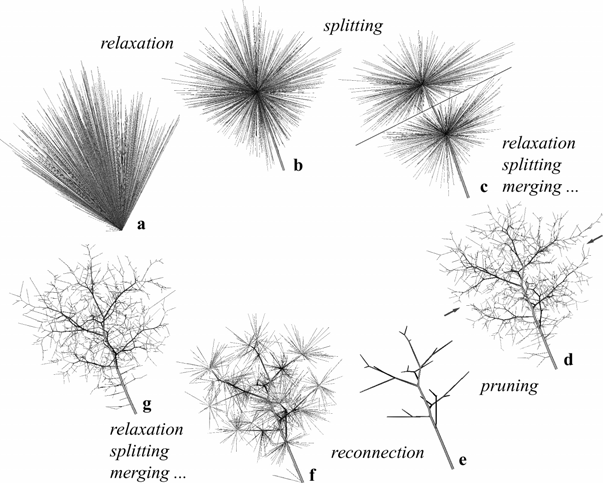 relaxation
splitting
a
b
c
relaxation
splitting
merging ...
d
pruning
e
reconnection
f
g
relaxation
splitting
merging ...